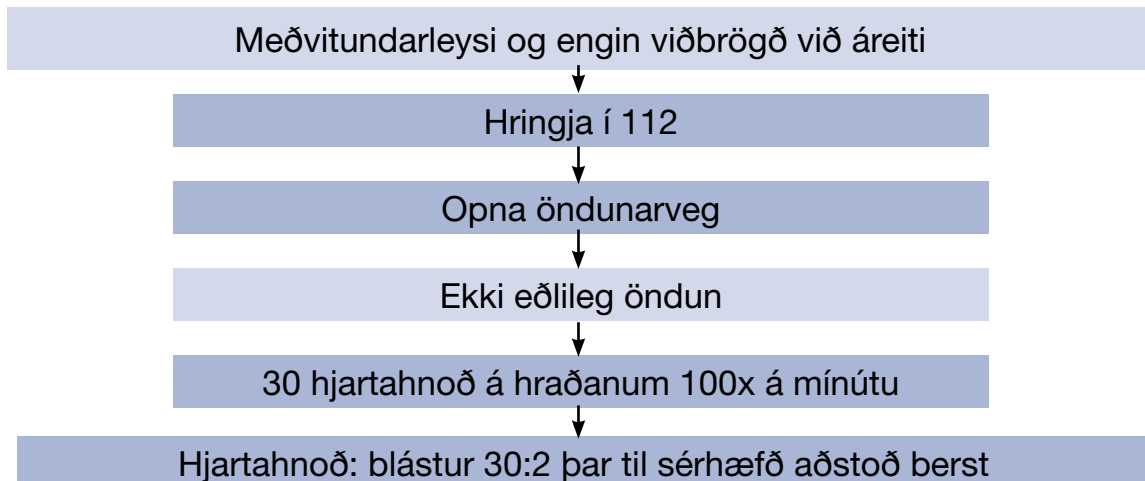 Meðvitundarleysi og engin viðbrögð við áreiti
Hringja í 112
Opna öndunarveg
Ekki eðlileg öndun
30 hjartahnoð á hraðanum 100x á mínútu
Hjartahnoð: blástur 30:2 þar til sérhæfð aðstoð berst